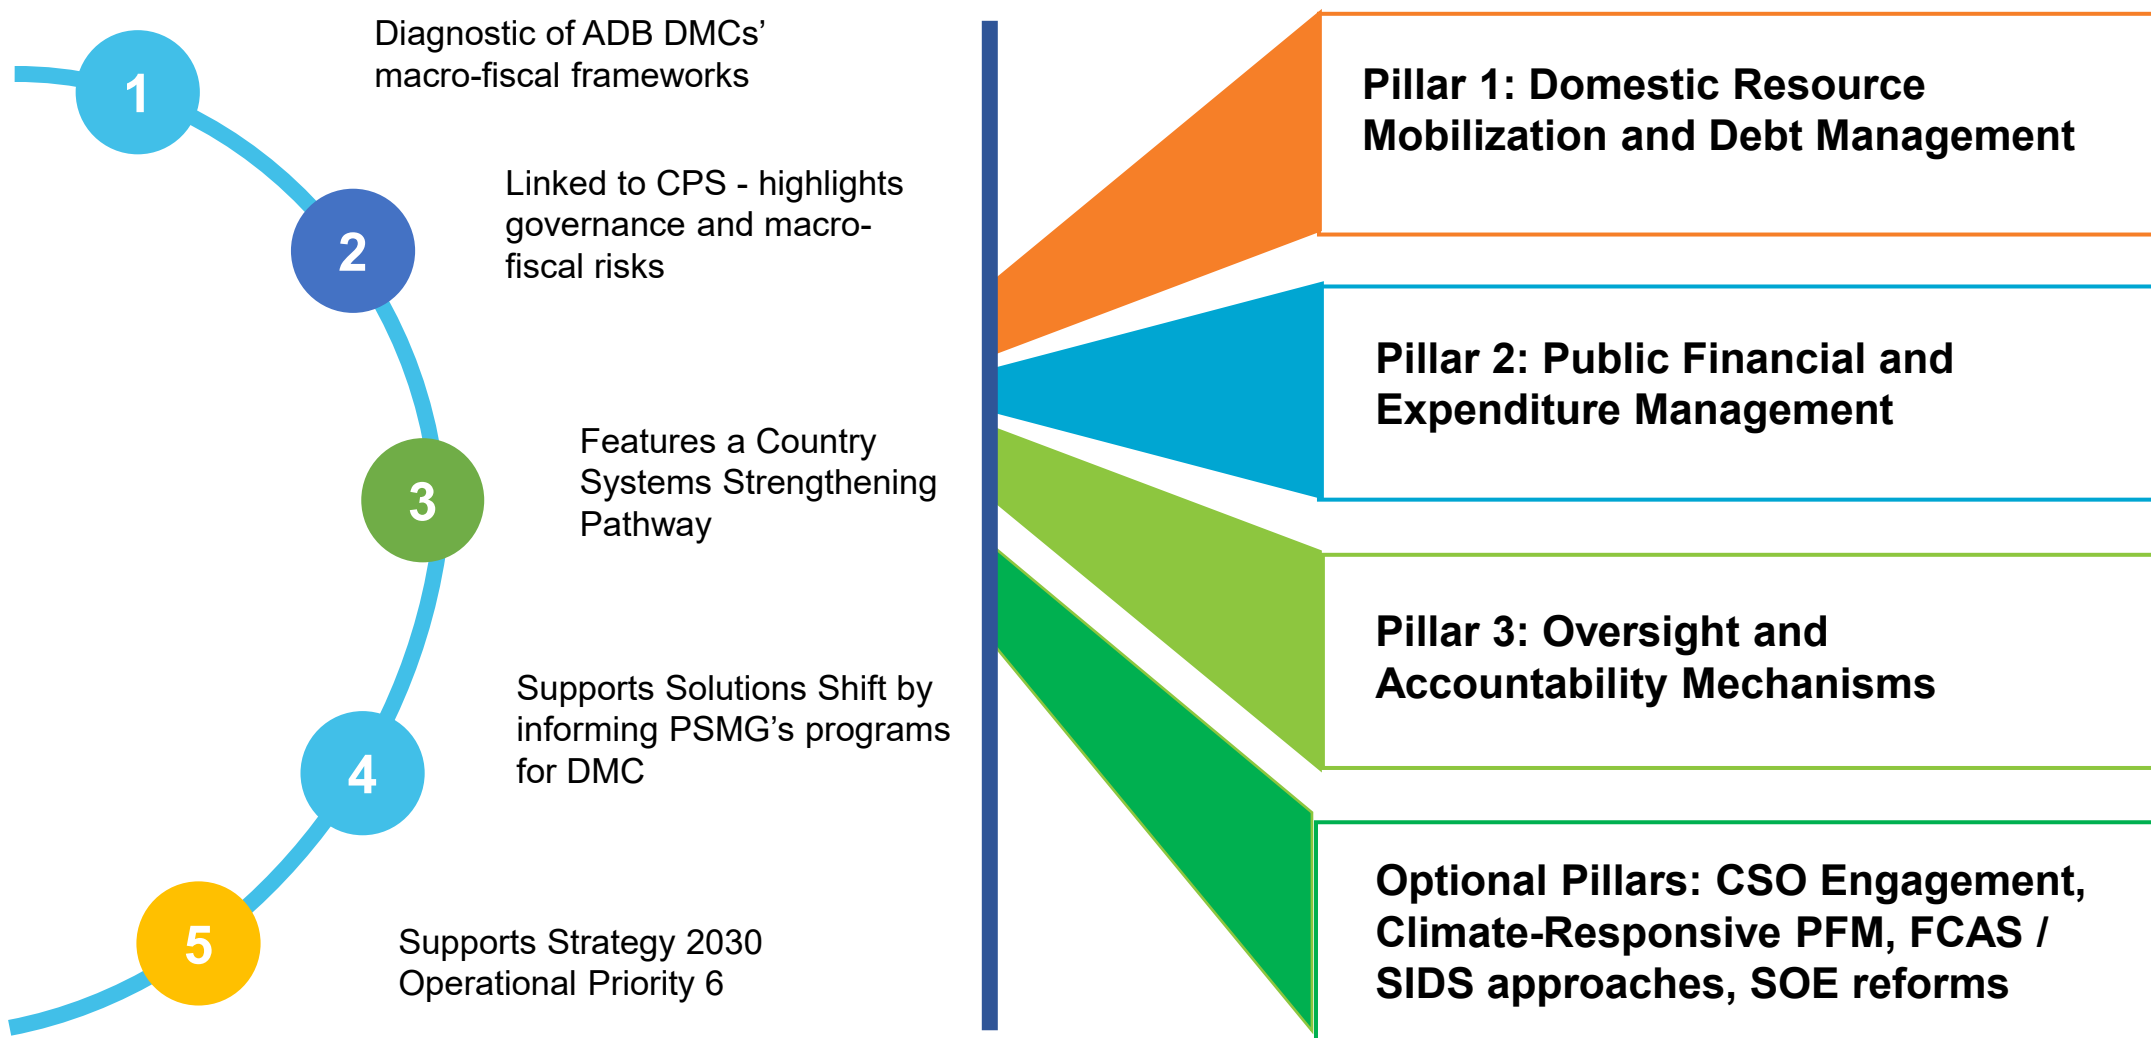 1
Diagnostic of ADB DMCs’
macro-fiscal frameworks
2
Linked to CPS - highlights
governance and macro-
fiscal risks
3
Features a Country
Systems Strengthening
Pathway
4
Supports Solutions Shift by
informing PSMG’s programs
for DMC
5
Supports Strategy 2030
Operational Priority 6
Pillar 1: Domestic Resource
Mobilization and Debt Management
Pillar 2: Public Financial and
Expenditure Management
Pillar 3: Oversight and
Accountability Mechanisms
Optional Pillars: CSO Engagement,
Climate-Responsive PFM, FCAS /
SIDS approaches, SOE reforms